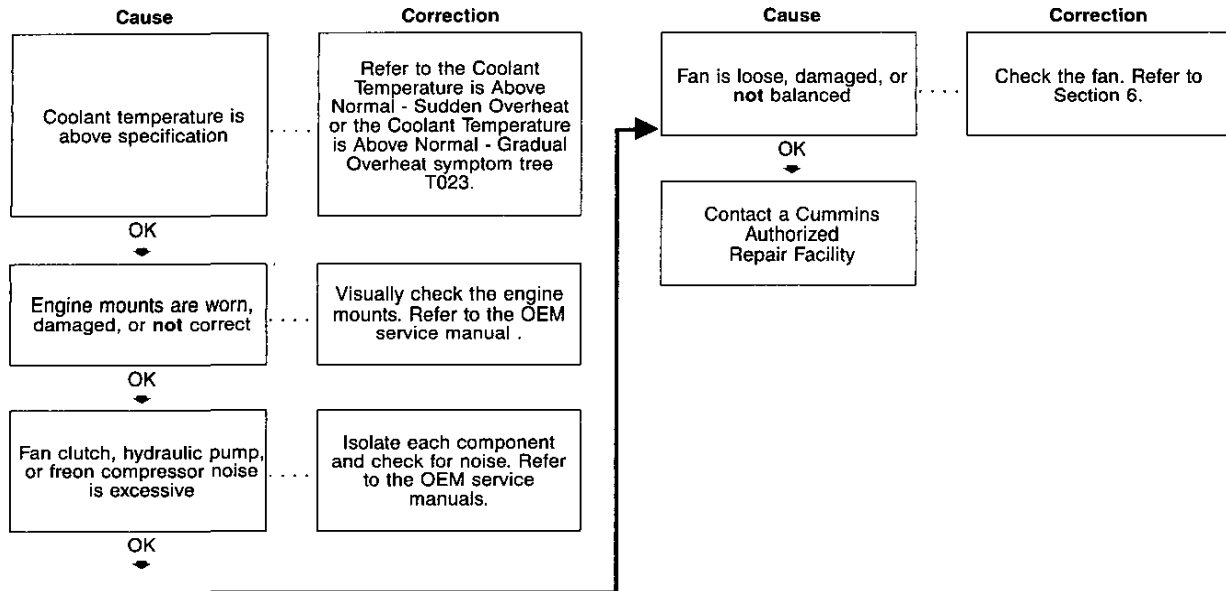 Cause
Correction
Coolant temperature is
above specification
Refer to the Coolant
Temperature is Above
Normal - Sudden Overheat
or the Coolant Temperature
is Above Normal - Gradual
Overheat symptom tree
T023.
OK
Engine mounts are worn,
damaged, or not correct
Visually check the engine
mounts. Refer to the OEM
service manual .
OK
Fan clutch, hydraulic pump,
or freon compressor noise
is excessive
Isolate each component
and check for noise. Refer
to the OEM service
manuals.
OK
Cause
Correction
Fan is loose, damaged, or
not balanced
Check the fan. Refer to
Section 6.
OK
Contact a Cummins
Authorized
Repair Facility